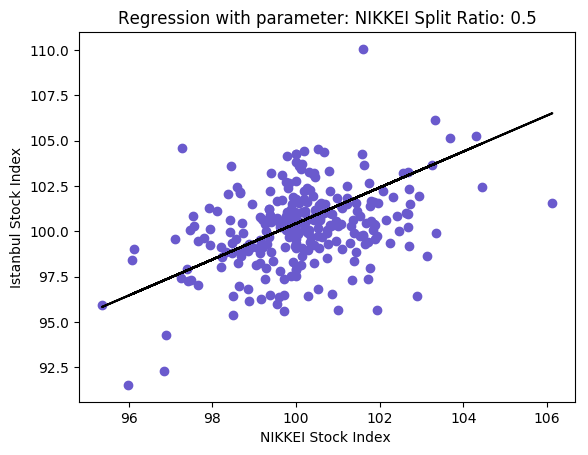 Regression with parameter: NIKKEI Split Ratio: 0.5
110.0
107.5
105.0
102.5
100.0
97.5
95.0
92.5
Istanbul Stock Index
96 98 100 102 104 106
NIKKEI Stock Index